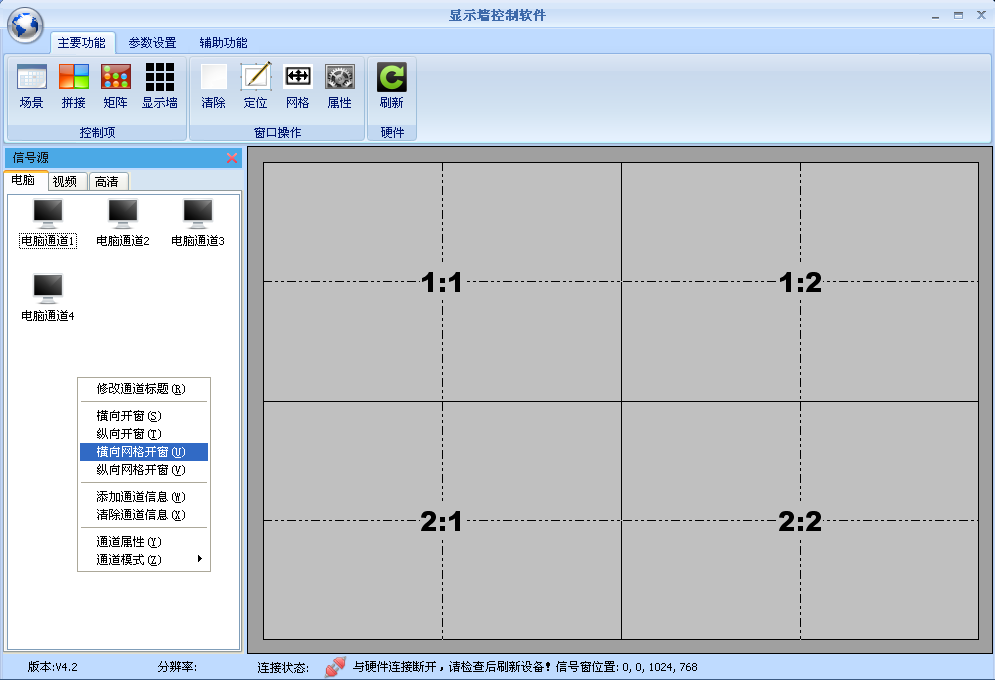 显示墙控制软件
主要功能 参数设置 辅助功能
场景 拼接 矩阵 显示墙 清除 定位 网格 属性 刷新
控制项 窗口操作 硬件
信号源
电脑 视频 高清
电脑通道1 电脑通道2 电脑通道3
电脑通道4
修改通道标题(R)
横向开窗(S)
纵向开窗(T)
横向网格开窗(U)
纵向网格开窗(V)
添加通道信息(W)
清除通道信息(X)
通道属性(Y)
通道模式(Z)
1:1 1:2
2:1 2:2
版本:V4.2 分辨率: 连接状态: 与硬件连接断开，请检查后刷新设备！信号窗位置: 0, 0, 1024, 768